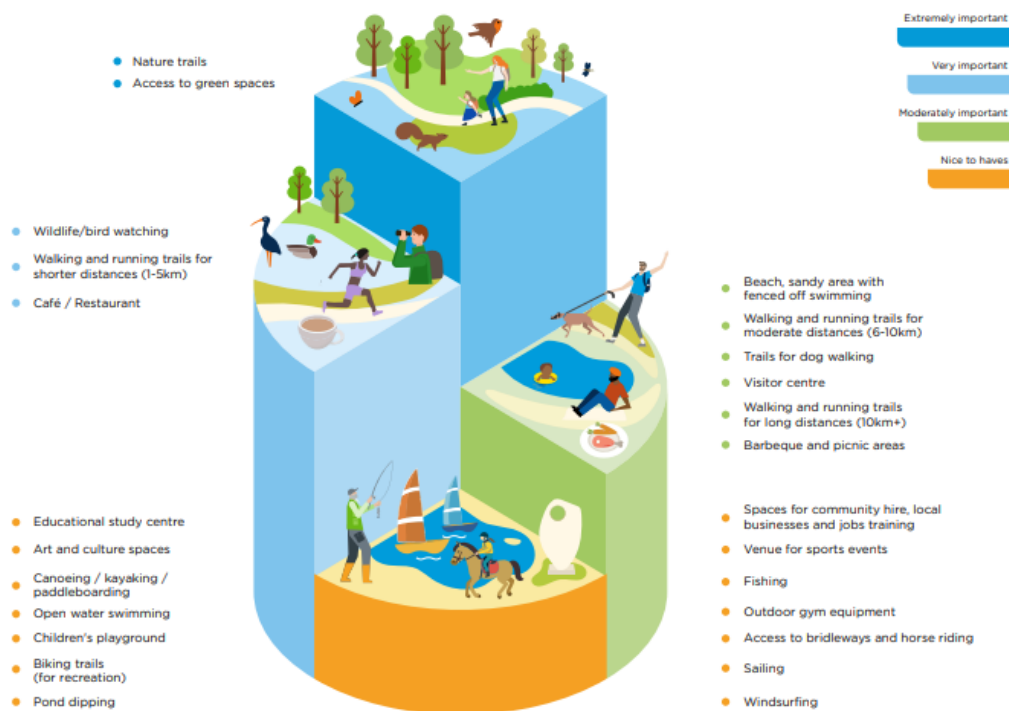 Nature trails
Access to green spaces
Extremely important
Very important
Moderately important
Nice to haves
Wildlife/bird watching
Walking and running trails for
shorter distances (1-5km)
Café / Restaurant
Beach, sandy area with
fenced off swimming
Walking and running trails for
moderate distances (6-10km)
Trails for dog walking
Visitor centre
Walking and running trails
for long distances (10km+)
Barbeque and picnic areas
Educational study centre
Art and culture spaces
Canoeing / kayaking /
paddleboarding
Open water swimming
Children's playground
Biking trails
(for recreation)
Pond dipping
Spaces for community hire, local
businesses and jobs training
Venue for sports events
Fishing
Outdoor gym equipment
Access to bridleways and horse riding
Sailing
Windsurfing